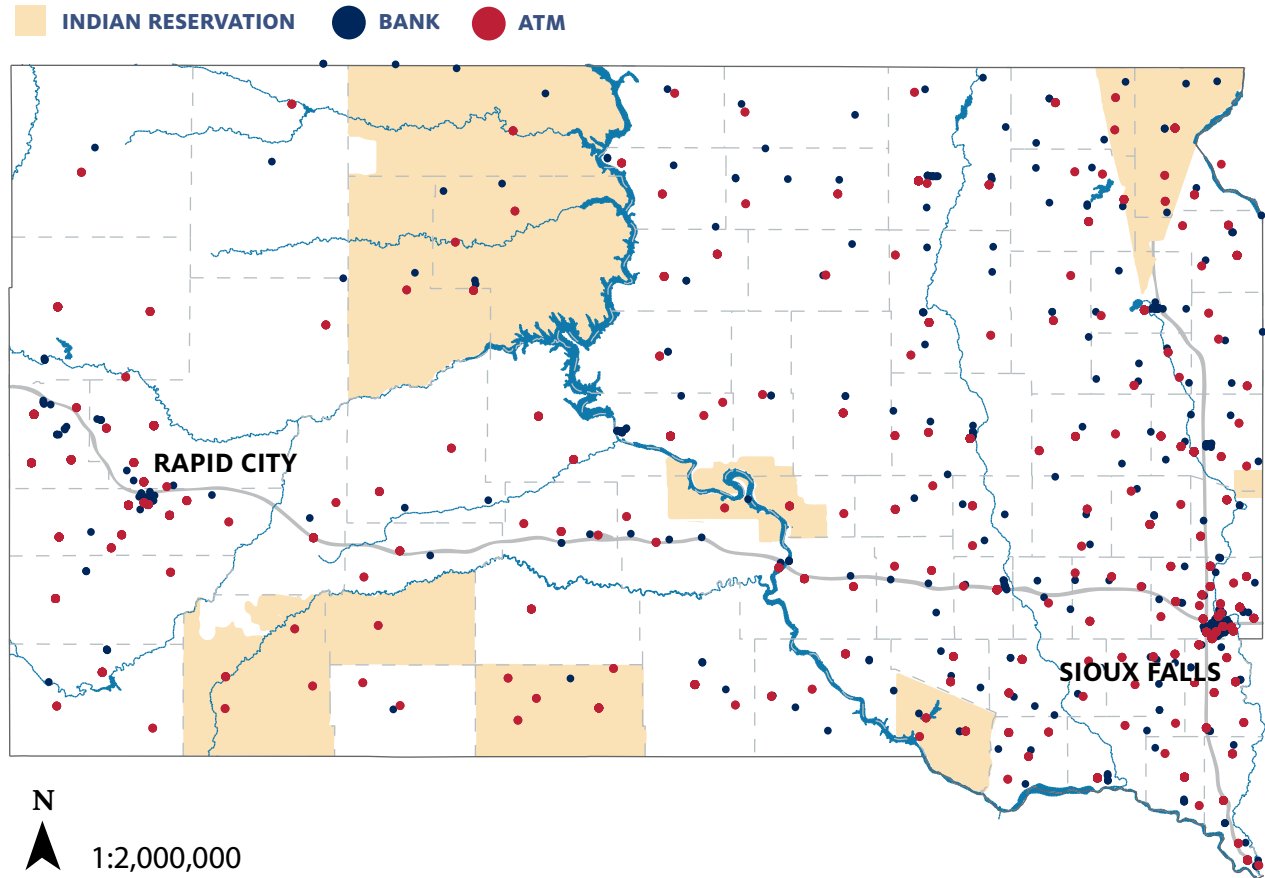 INDIAN RESERVATION BANK ATM
RAPID CITY
SIOUX FALLS
N
1:2,000,000